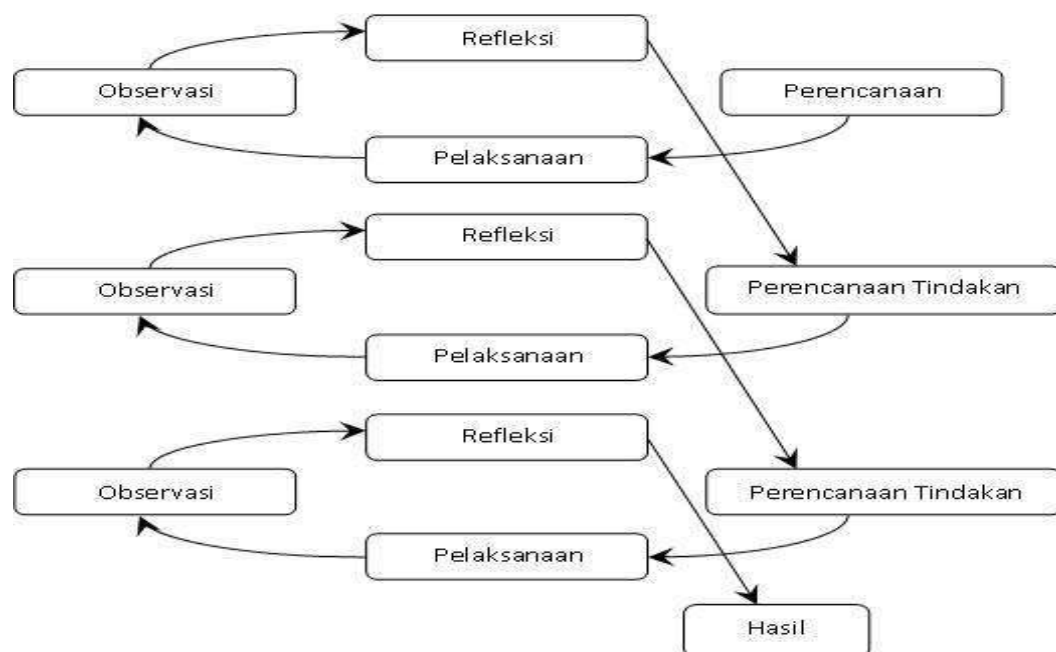 Refleksi
Observasi
Perencanaan
Pelaksanaan
Refleksi
Observasi
Perencanaan Tindakan
Pelaksanaan
Refleksi
Observasi
Perencanaan Tindakan
Pelaksanaan
Hasil